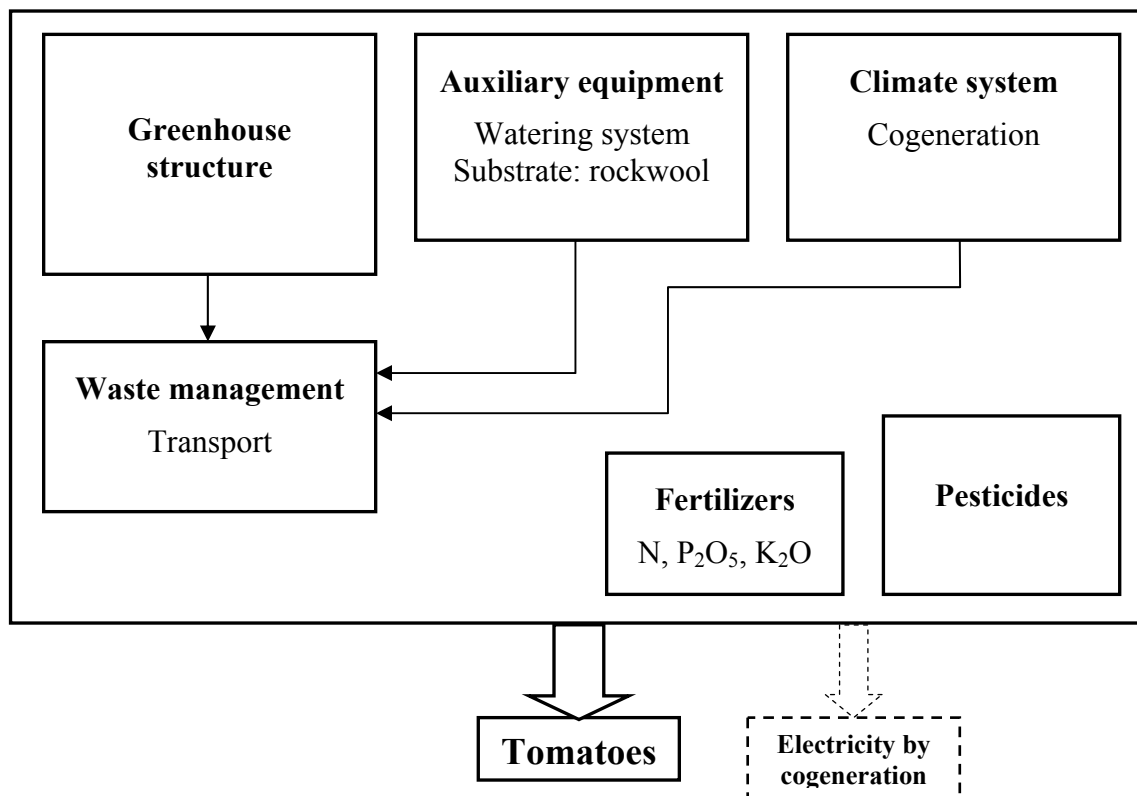 Greenhouse
structure
Auxiliary equipment
Watering system
Substrate: rockwool
Climate system
Cogeneration
Waste management
Transport
Fertilizers
N, P₂O₅, K₂O
Pesticides
Tomatoes
Electricity by
cogeneration